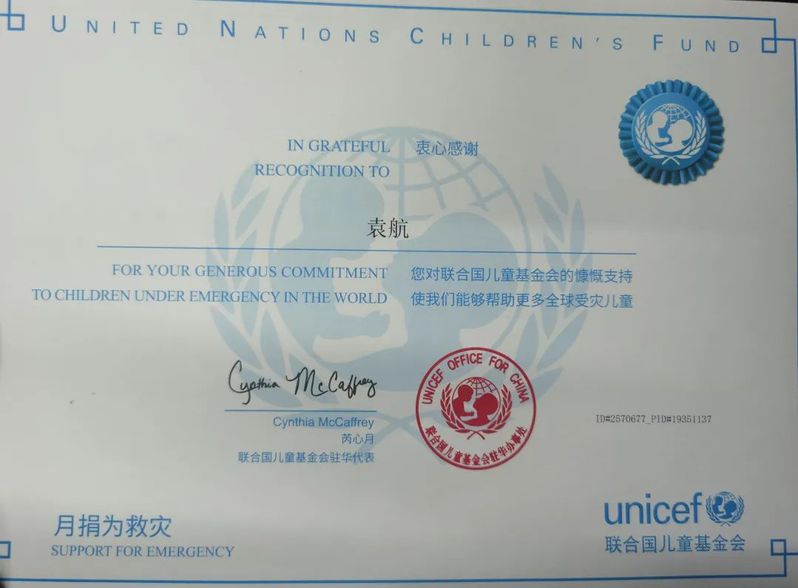 UNITED NATIONS CHILDREN'S FUND
IN GRATEFUL 衷心感谢
RECOGNITION TO
袁航
FOR YOUR GENEROUS COMMITMENT 您对联合国儿童基金会的慷慨支持
TO CHILDREN UNDER EMERGENCY IN THE WORLD 使我们能够帮助更多全球受灾儿童
Cynthia McCaffrey
Cynthia McCaffrey
芮心月
联合国儿童基金会驻华代表
UNICEF OFFICE FOR CHINA
联合国儿童基金会驻华办事处
ID#2570677_PID#19351137
月捐为救灾
SUPPORT FOR EMERGENCY
unicef
联合国儿童基金会